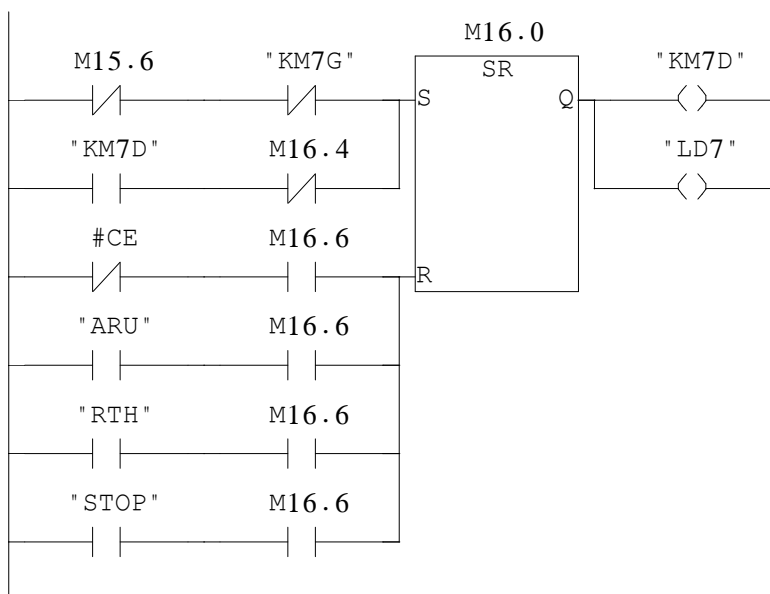 M16.0
M15.6 "KM7G" SR "KM7D"
S Q
"KM7D" M16.4 "LD7"
#CE M16.6
R
"ARU" M16.6
"RTH" M16.6
"STOP" M16.6